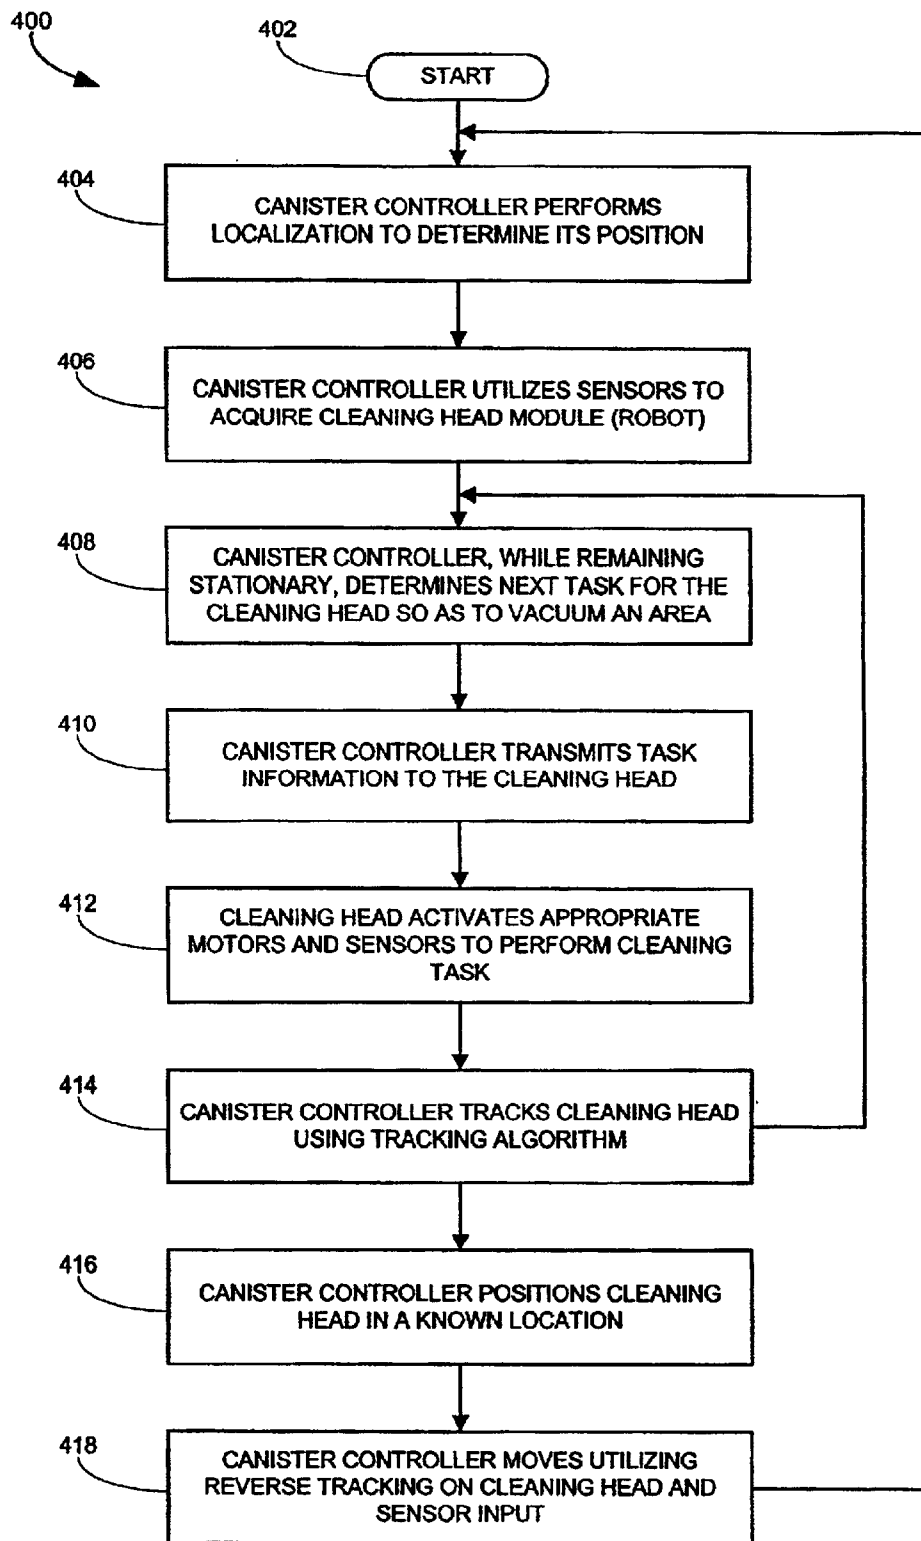 400
402
START
404
CANISTER CONTROLLER PERFORMS
LOCALIZATION TO DETERMINE ITS POSITION
406
CANISTER CONTROLLER UTILIZES SENSORS TO
ACQUIRE CLEANING HEAD MODULE (ROBOT)
408
CANISTER CONTROLLER, WHILE REMAINING
STATIONARY, DETERMINES NEXT TASK FOR THE
CLEANING HEAD SO AS TO VACUUM AN AREA
410
CANISTER CONTROLLER TRANSMITS TASK
INFORMATION TO THE CLEANING HEAD
412
CLEANING HEAD ACTIVATES APPROPRIATE
MOTORS AND SENSORS TO PERFORM CLEANING
TASK
414
CANISTER CONTROLLER TRACKS CLEANING HEAD
USING TRACKING ALGORITHM
416
CANISTER CONTROLLER POSITIONS CLEANING
HEAD IN A KNOWN LOCATION
418
CANISTER CONTROLLER MOVES UTILIZING
REVERSE TRACKING ON CLEANING HEAD AND
SENSOR INPUT